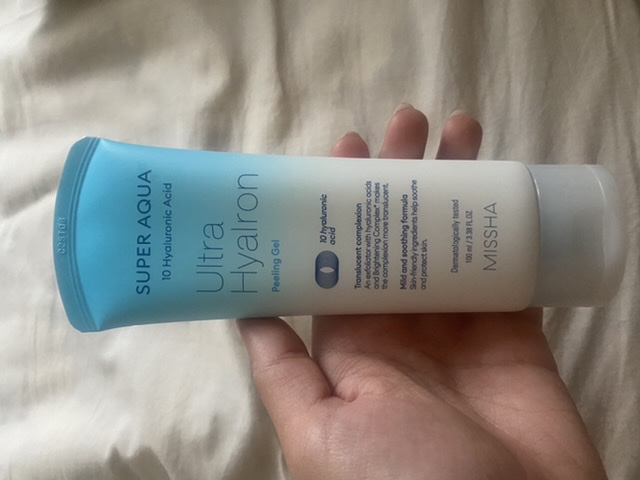 SUPER AQUA
10 Hyaluronic Acid
Ultra
Hyalron
Peeling Gel
10 hyaluronic
acid
Translucent complexion
An exfoliator with hyaluronic acids
and Brightening Complex* makes
the complexion more translucent.
Mild and soothing formula
Skin-friendly ingredients help soothe
and protect skin.
Dermatologically tested
100 ml / 3.38 FL.OZ.
MISSHA